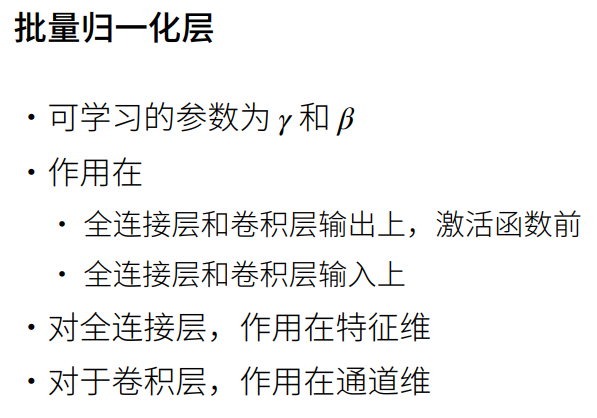 批量归一化层
• 可学习的参数为 γ 和 β
• 作用在
• 全连接层和卷积层输出上，激活函数前
• 全连接层和卷积层输入上
• 对全连接层，作用在特征维
• 对于卷积层，作用在通道维